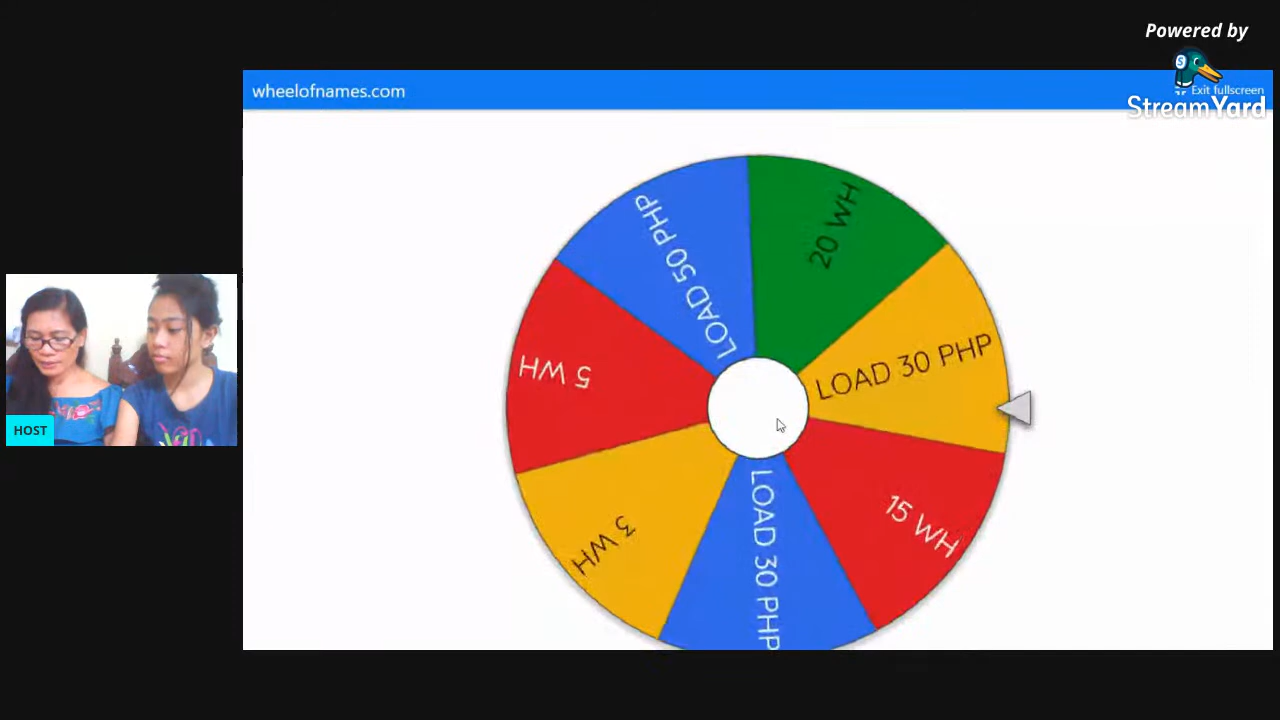 Powered by
StreamYard
wheelofnames.com
Exit fullscreen
20 WH
LOAD 50 PHP
LOAD 30 PHP
5 WH
15 WH
3 WH
LOAD 30 PHP
HOST